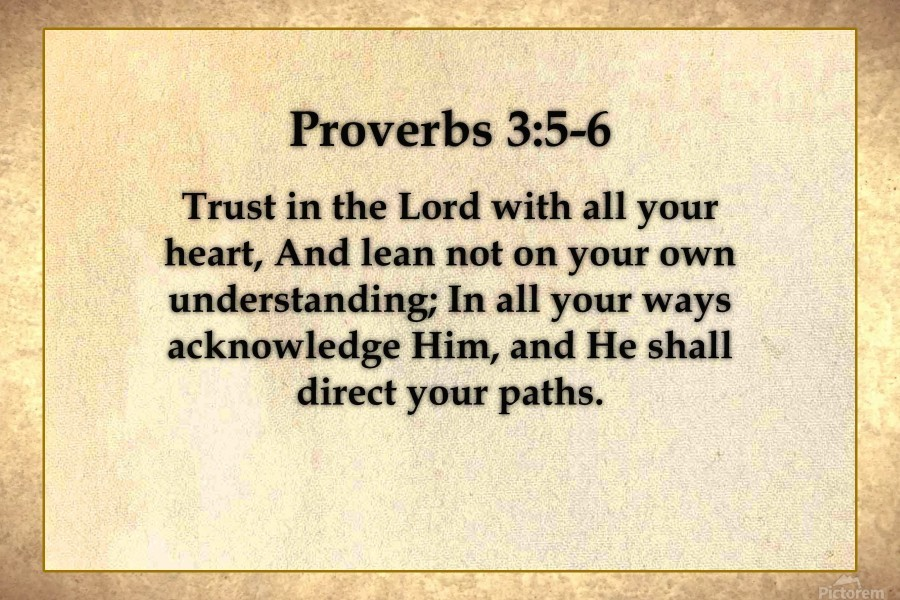 Proverbs 3:5-6
Trust in the Lord with all your
heart, And lean not on your own
understanding; In all your ways
acknowledge Him, and He shall
direct your paths.
Pictorem